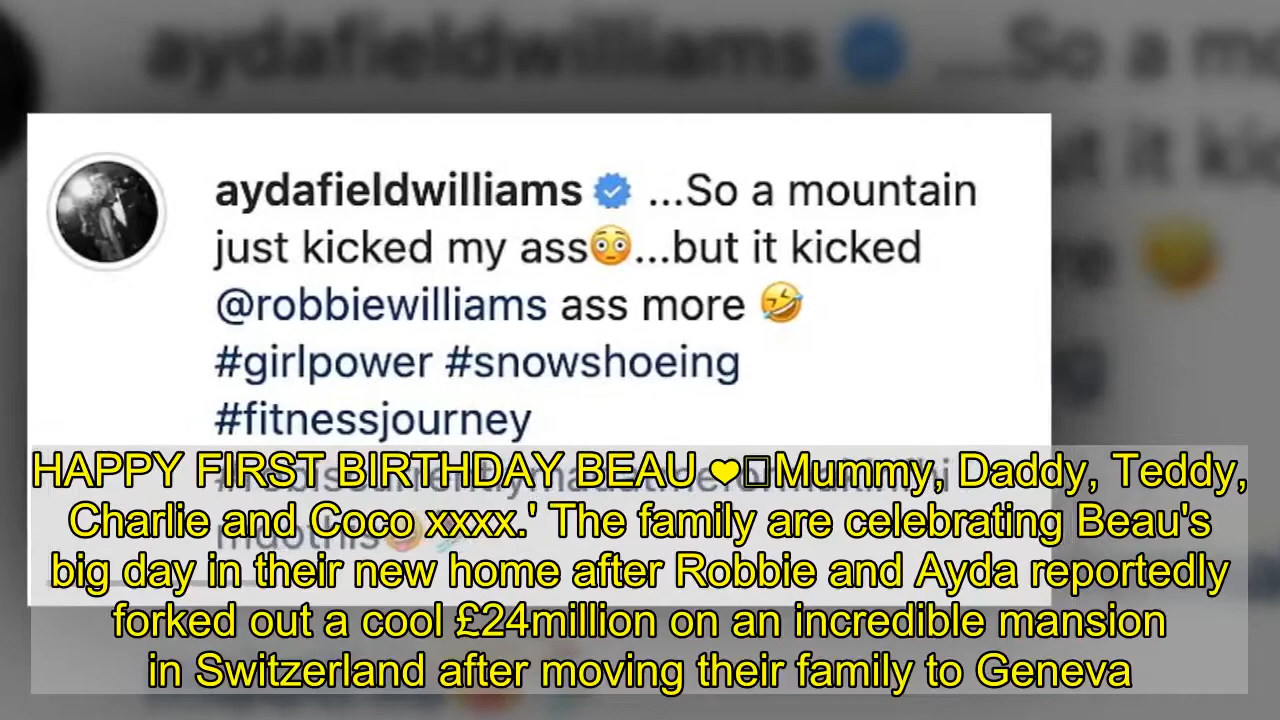 aydafieldwilliams ...So a mo
aydafieldwilliams ...So a mountain
just kicked my ass😳...but it kicked
@robbiewilliams ass more 🤣
#girlpower #snowshoeing
#fitnessjourney
HAPPY FIRST BIRTHDAY BEAU ❤□Mummy, Daddy, Teddy,
Charlie and Coco xxxx.' The family are celebrating Beau's
big day in their new home after Robbie and Ayda reportedly
forked out a cool £24million on an incredible mansion
in Switzerland after moving their family to Geneva